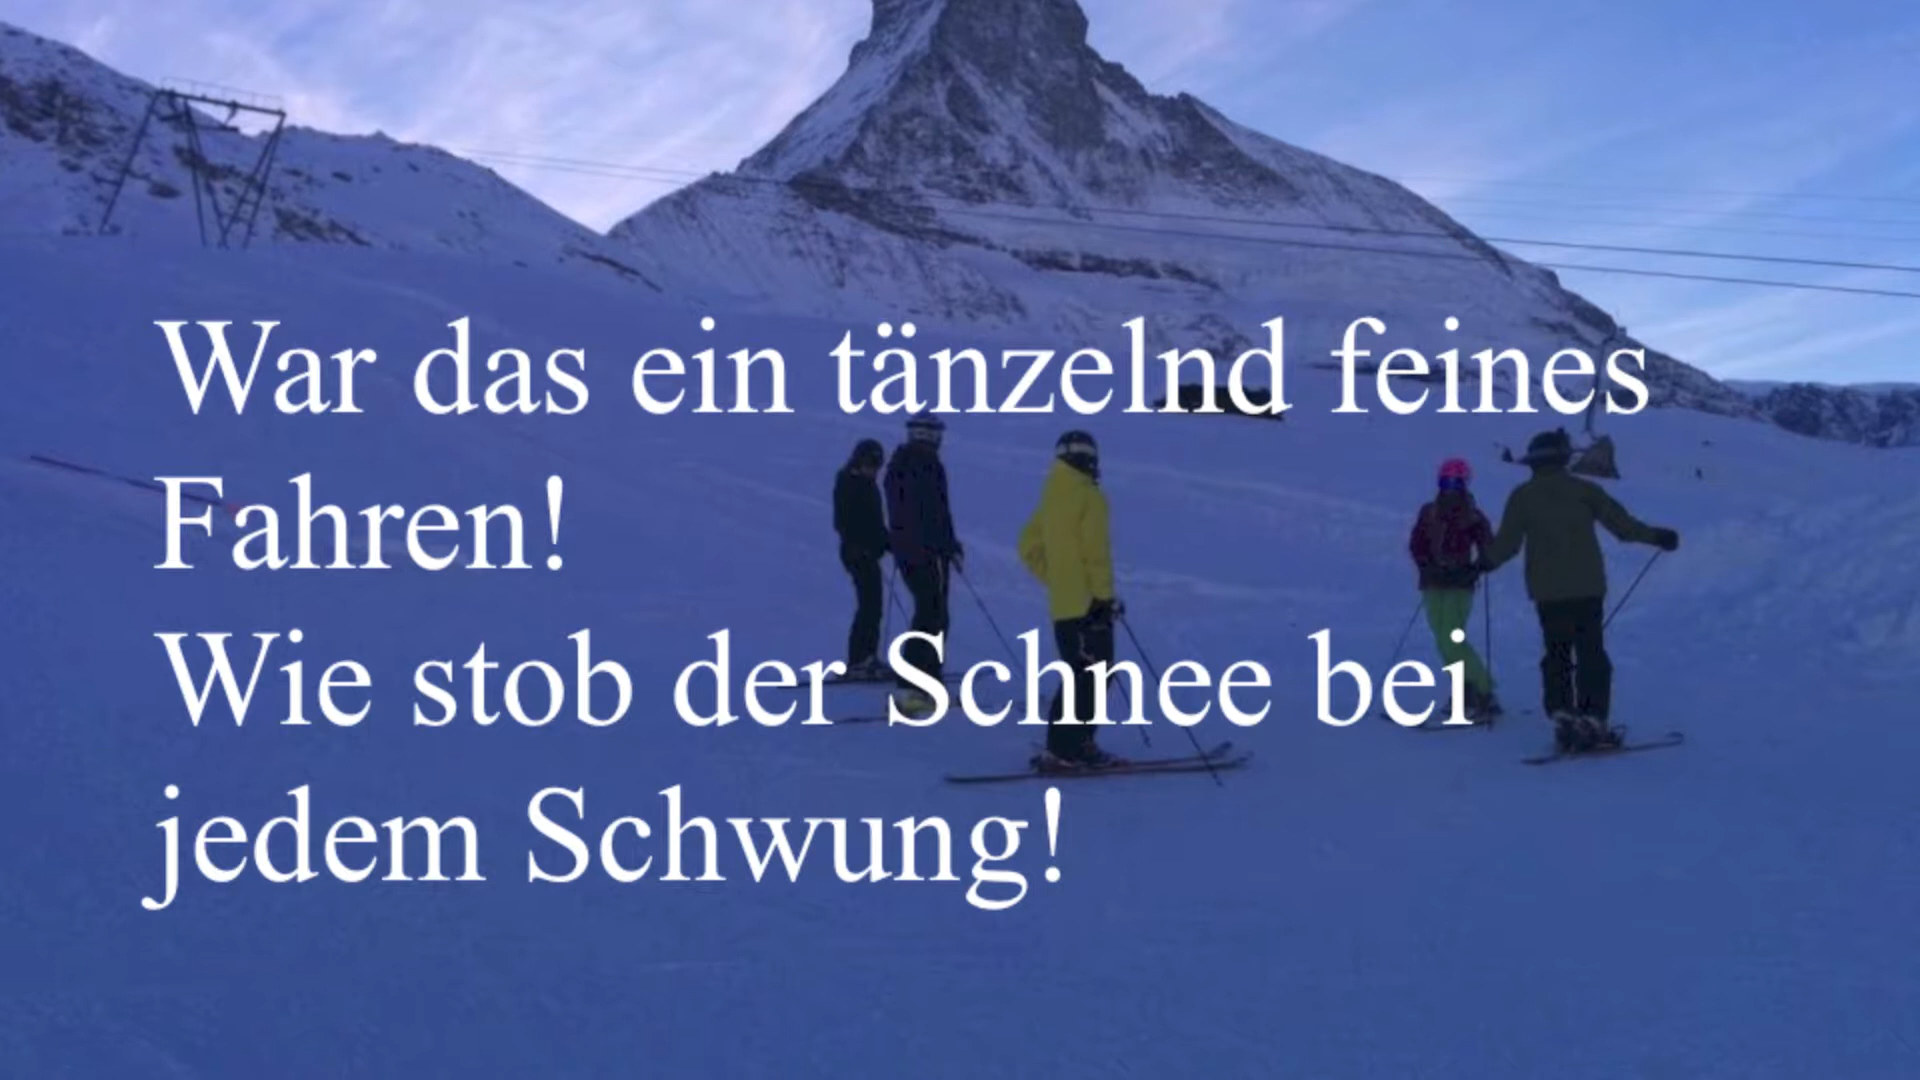 War das ein tänzelnd feines
Fahren!
Wie stob der Schnee bei
jedem Schwung!